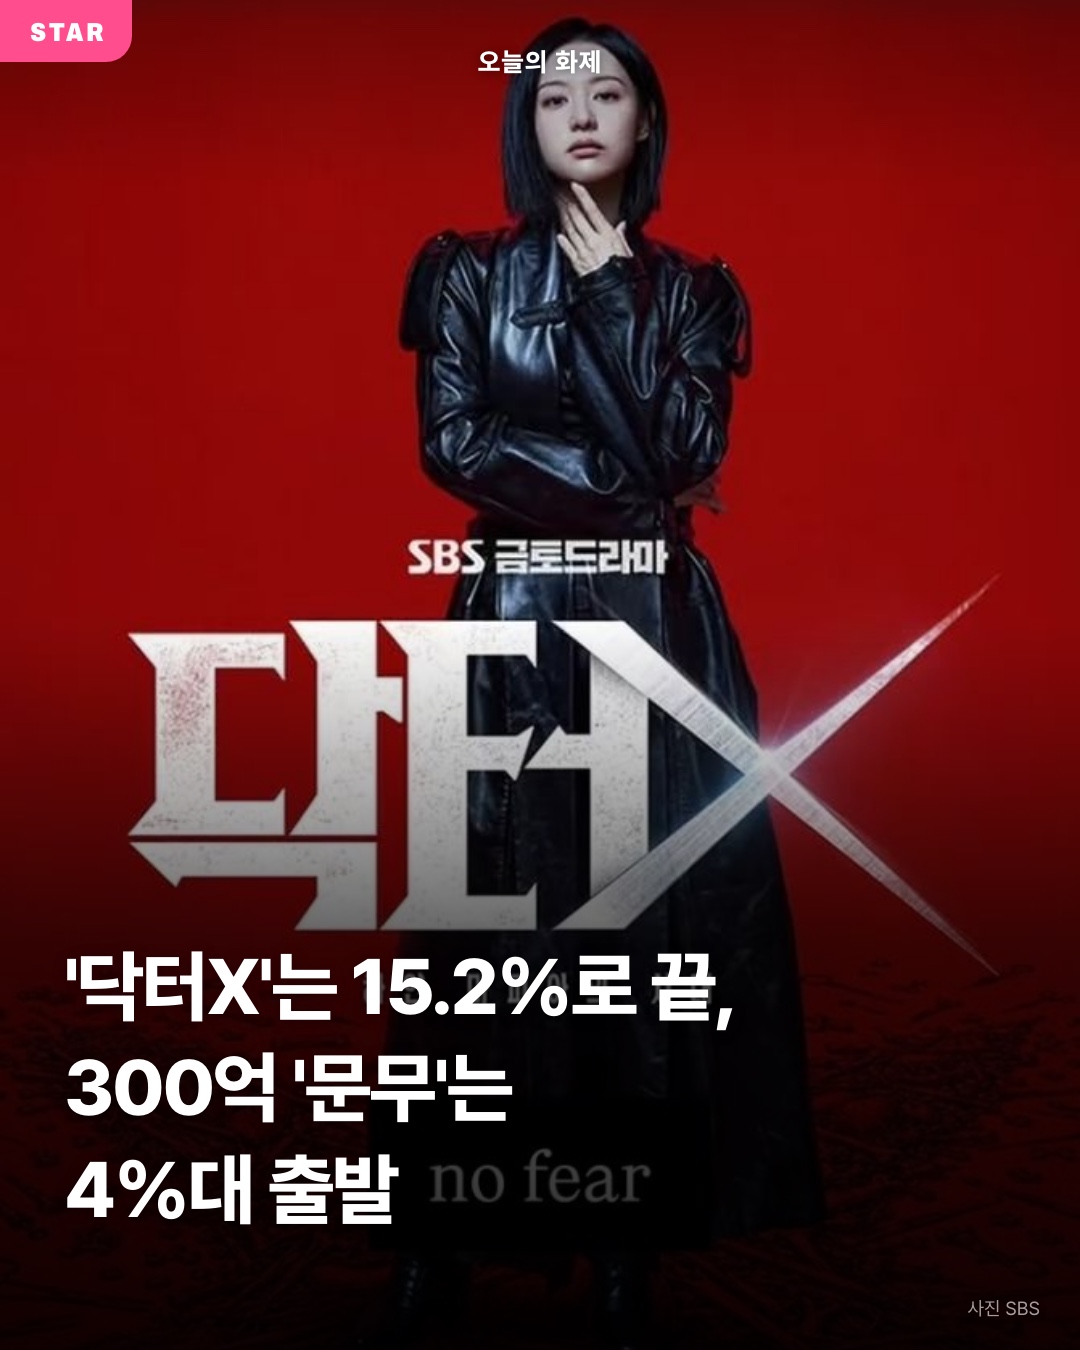 STAR
오늘의 화제
SBS 금토드라마
닥터X
'닥터X'는 15.2%로 끝,
300억 '문무'는
4%대 출발
no fear
사진 SBS